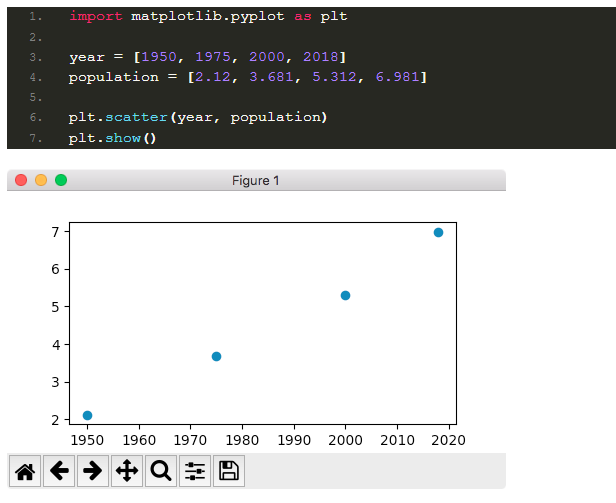 1. import matplotlib.pyplot as plt
2.
3. year = [1950, 1975, 2000, 2018]
4. population = [2.12, 3.681, 5.312, 6.981]
5.
6. plt.scatter(year, population)
7. plt.show()
Figure 1
7
6
5
4
3
2
1950 1960 1970 1980 1990 2000 2010 2020